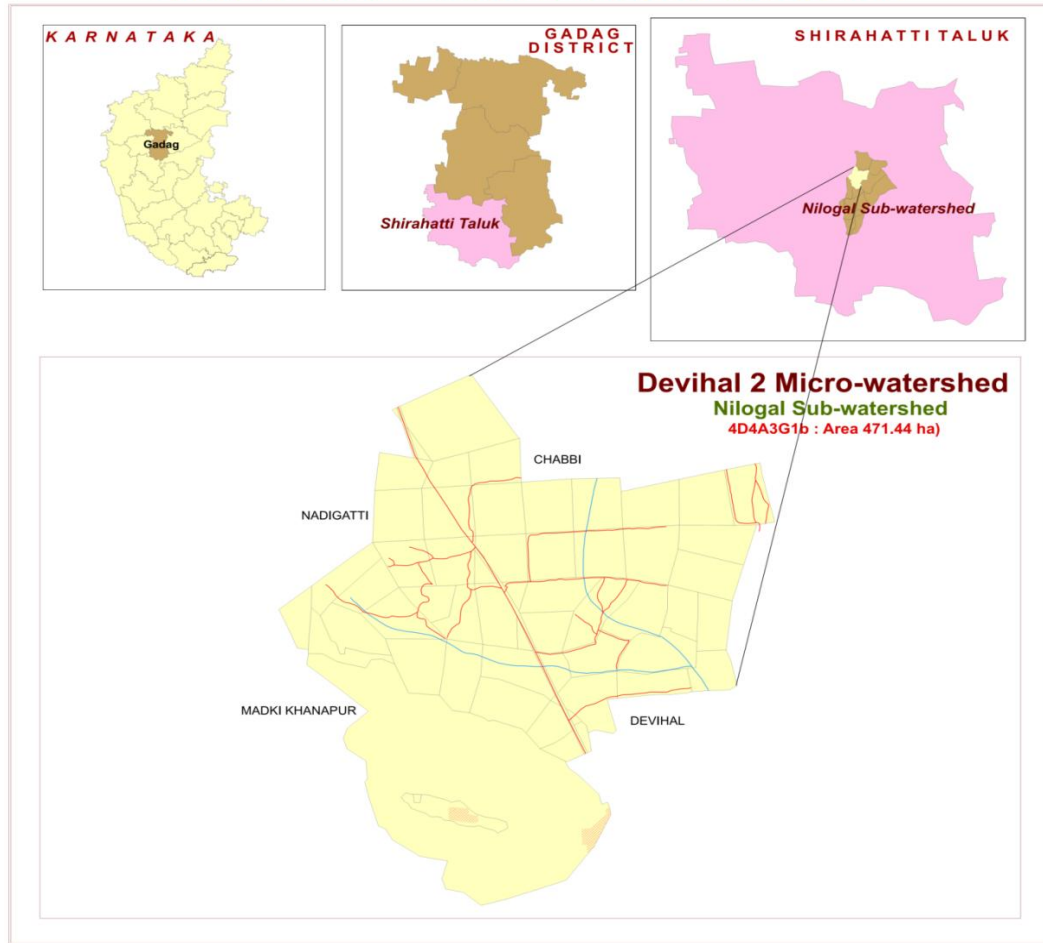 KARNATAKA
Gadag
GADAG
DISTRICT
Shirahatti Taluk
SHIRAHATTI TALUK
Nilogal Sub-watershed
Devihal 2 Micro-watershed
Nilogal Sub-watershed
4D4A3G1b : Area 471.44 ha)
CHABBI
NADIGATTI
MADKI KHANAPUR
DEVIHAL